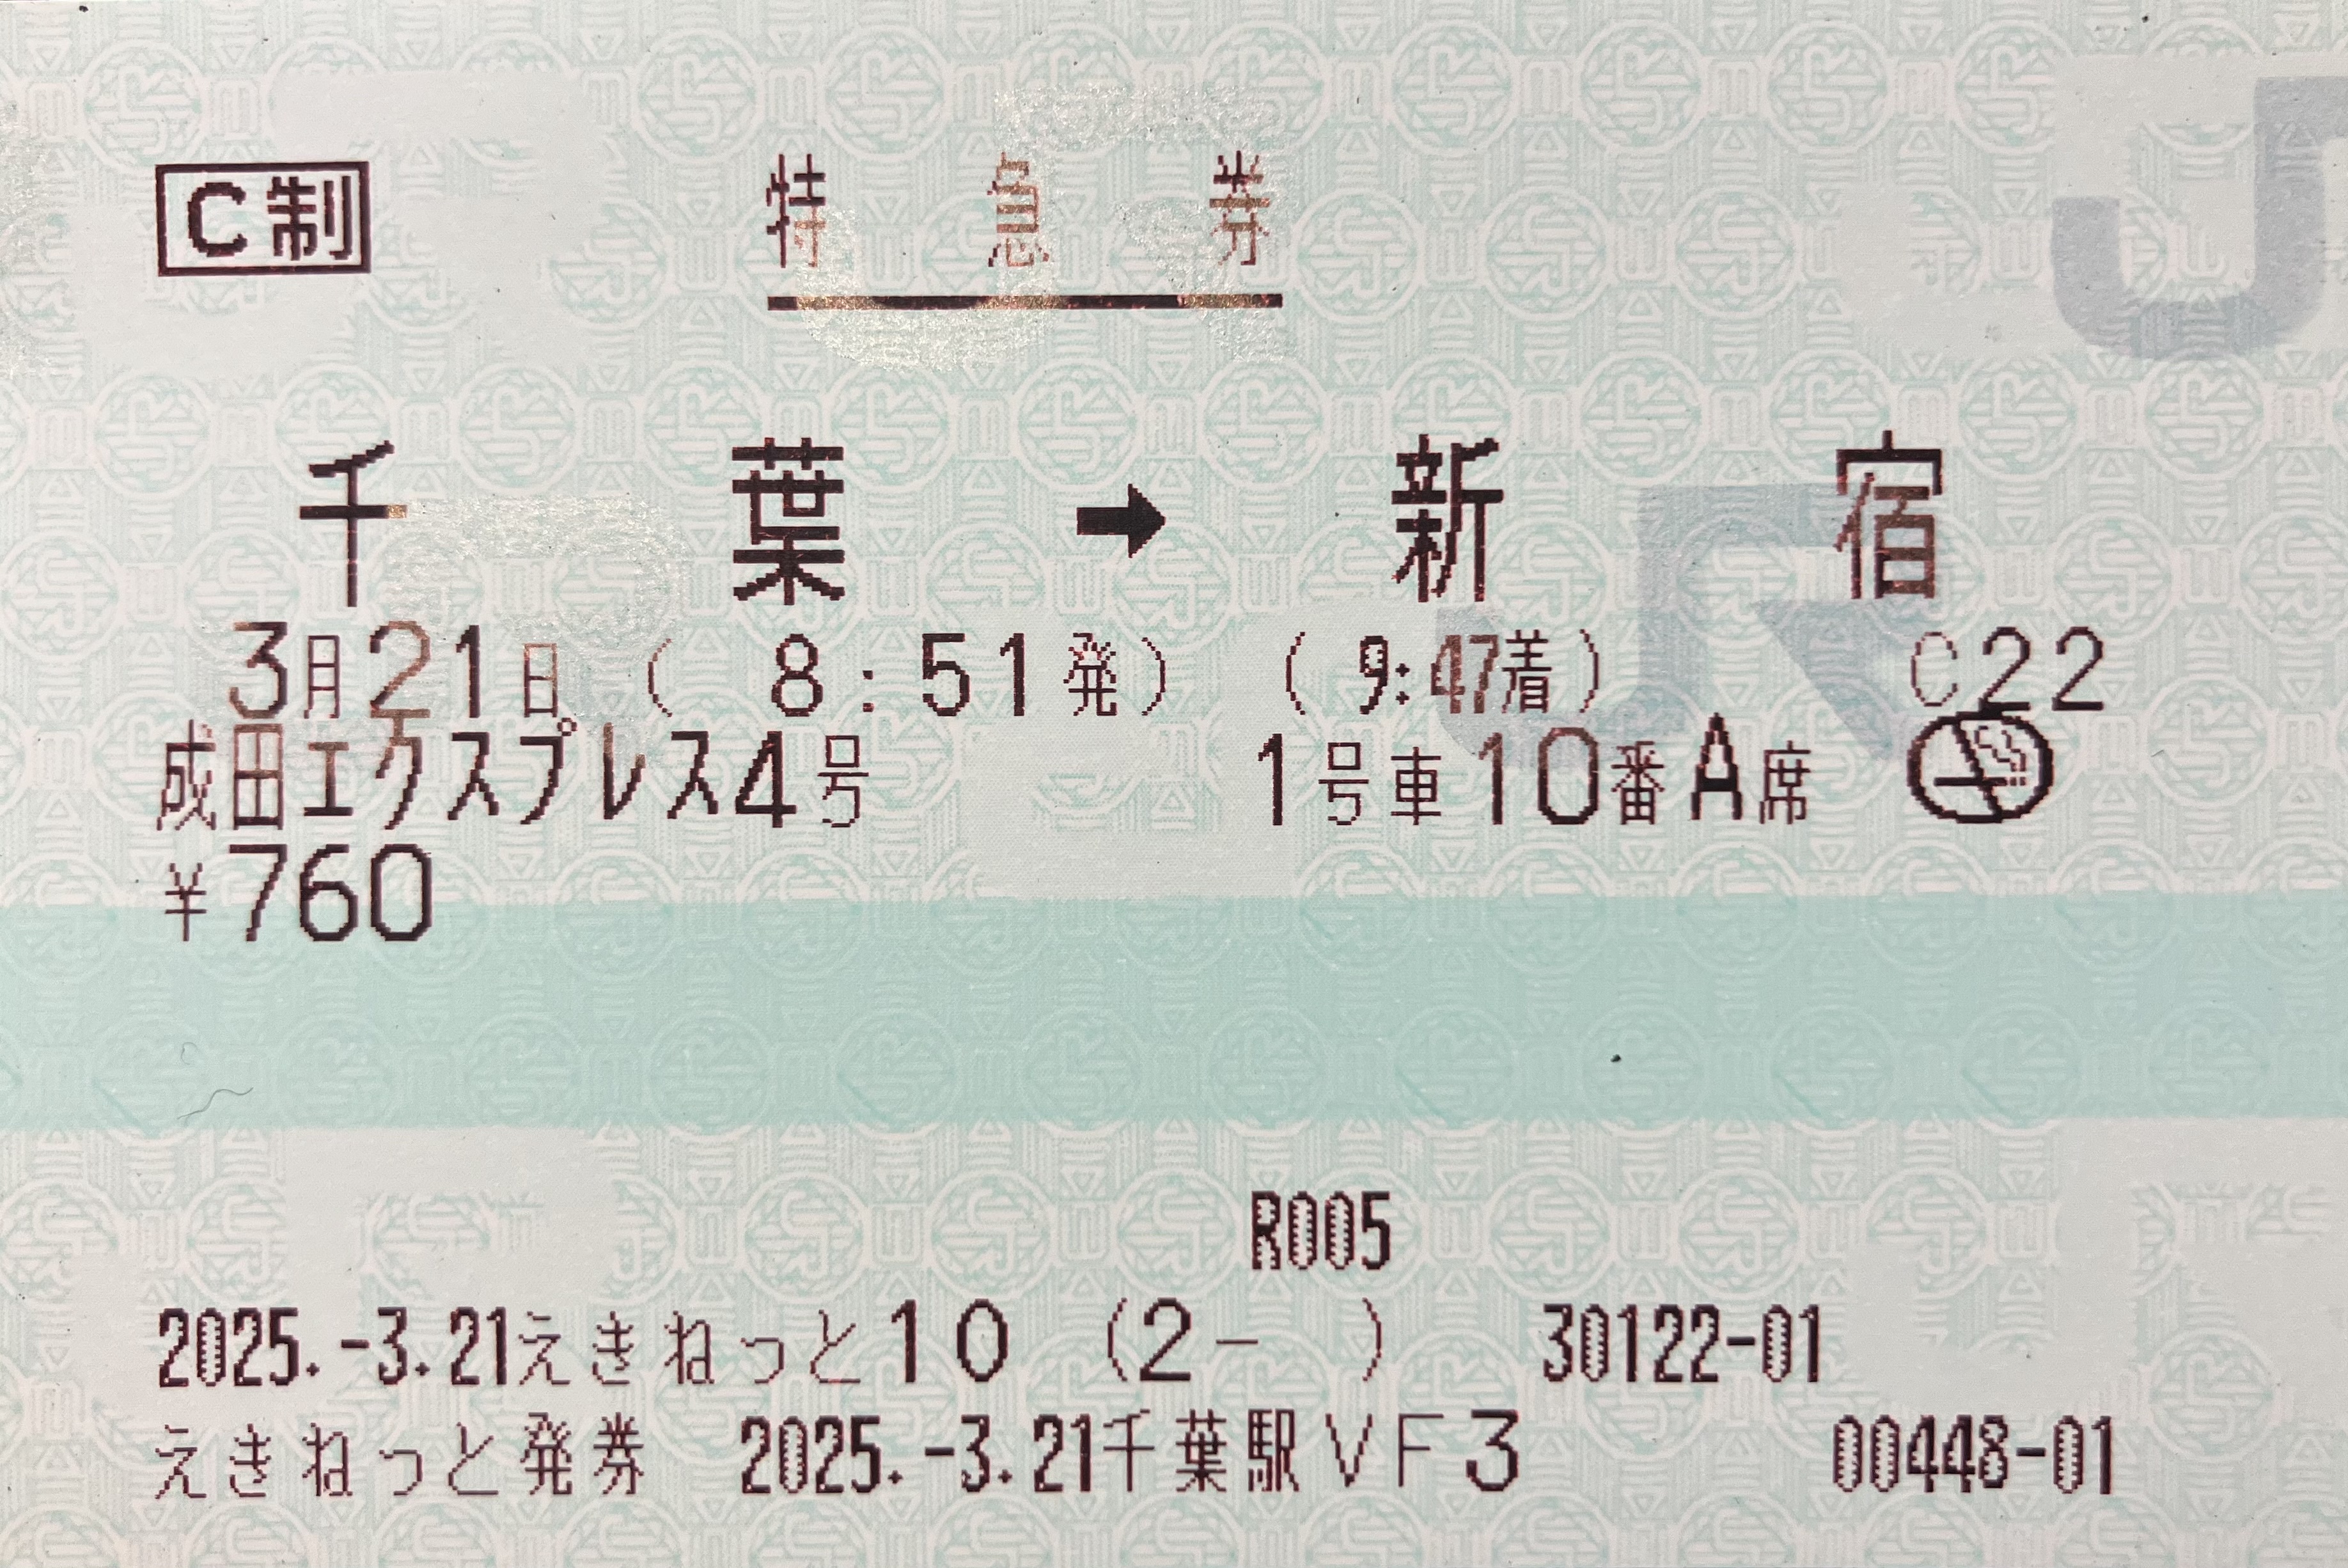 C制 特急券
千葉 → 新宿
3月21日 ( 8:51発) (9:47着) C22
成田エクスプレス4号 1号車10番A席
¥760
R005
2025.-3.21えきねっと10 (2- ) 30122-01
えきねっと発券 2025.-3.21千葉駅VF3 00448-01